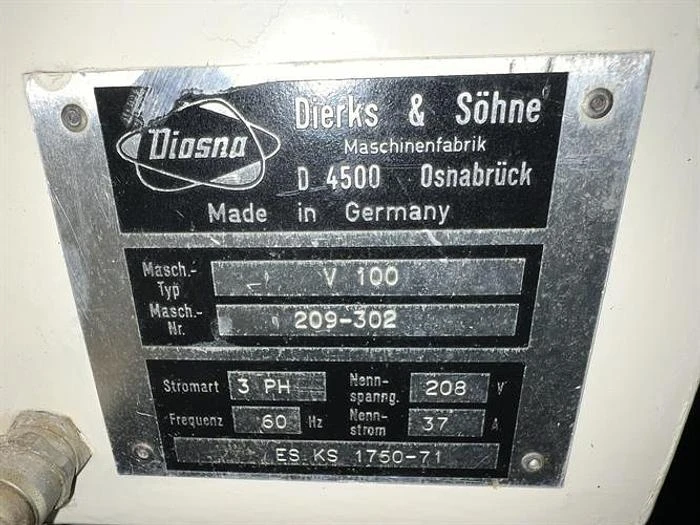 Diosna
Dierks & Söhne
Maschinenfabrik
D 4500 Osnabrück
Made in Germany
Masch.-Typ V 100
Masch.-Nr. 209-302
Stromart 3 PH Nenn-spanng. 208 V
Frequenz 60 Hz Nenn-strom 37 A
ES KS 1750-71